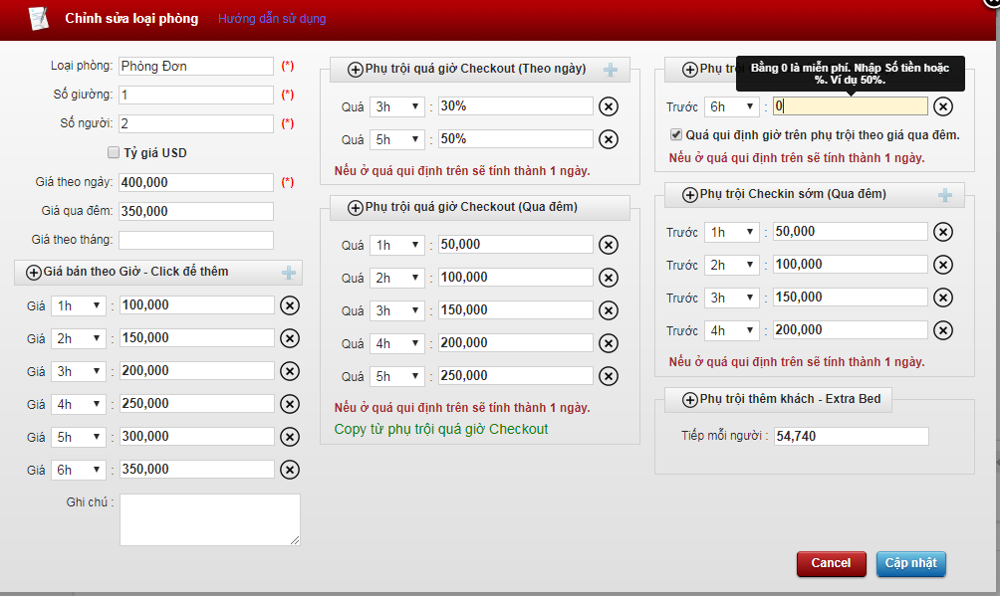 Chỉnh sửa loại phòng Hướng dẫn sử dụng
Loại phòng: Phòng Đơn (*)
Số giường: 1 (*)
Số người: 2 (*)
Tỷ giá USD
Giá theo ngày: 400,000 (*)
Giá qua đêm: 350,000
Giá theo tháng:
Giá bán theo Giờ - Click để thêm
Giá 1h : 100,000
Giá 2h : 150,000
Giá 3h : 200,000
Giá 4h : 250,000
Giá 5h : 300,000
Giá 6h : 350,000
Ghi chú :
Phụ trội quá giờ Checkout (Theo ngày)
Quá 3h : 30%
Quá 5h : 50%
Nếu ở quá qui định trên sẽ tính thành 1 ngày.
Phụ trội quá giờ Checkout (Qua đêm)
Quá 1h : 50,000
Quá 2h : 100,000
Quá 3h : 150,000
Quá 4h : 200,000
Quá 5h : 250,000
Nếu ở quá qui định trên sẽ tính thành 1 ngày.
Copy từ phụ trội quá giờ Checkout
Phụ
Bằng 0 là miễn phí. Nhập Số tiền hoặc
%. Ví dụ 50%.
Trước 6h : 0
Quá qui định giờ trên phụ trội theo giá qua đêm.
Nếu ở quá qui định trên sẽ tính thành 1 ngày.
Phụ trội Checkin sớm (Qua đêm)
Trước 1h : 50,000
Trước 2h : 100,000
Trước 3h : 150,000
Trước 4h : 200,000
Nếu ở quá qui định trên sẽ tính thành 1 ngày.
Phụ trội thêm khách - Extra Bed
Tiếp mỗi người : 54,740
Cancel Cập nhật